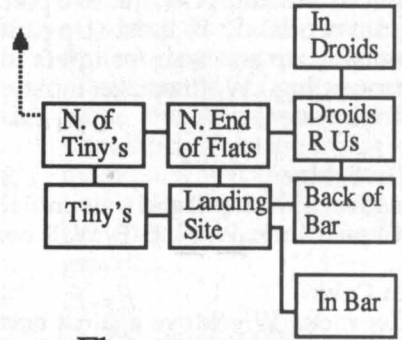 In
Droids
N. of
Tiny's
N. End
of Flats
Droids
R Us
Tiny's
Landing
Site
Back of
Bar
In Bar